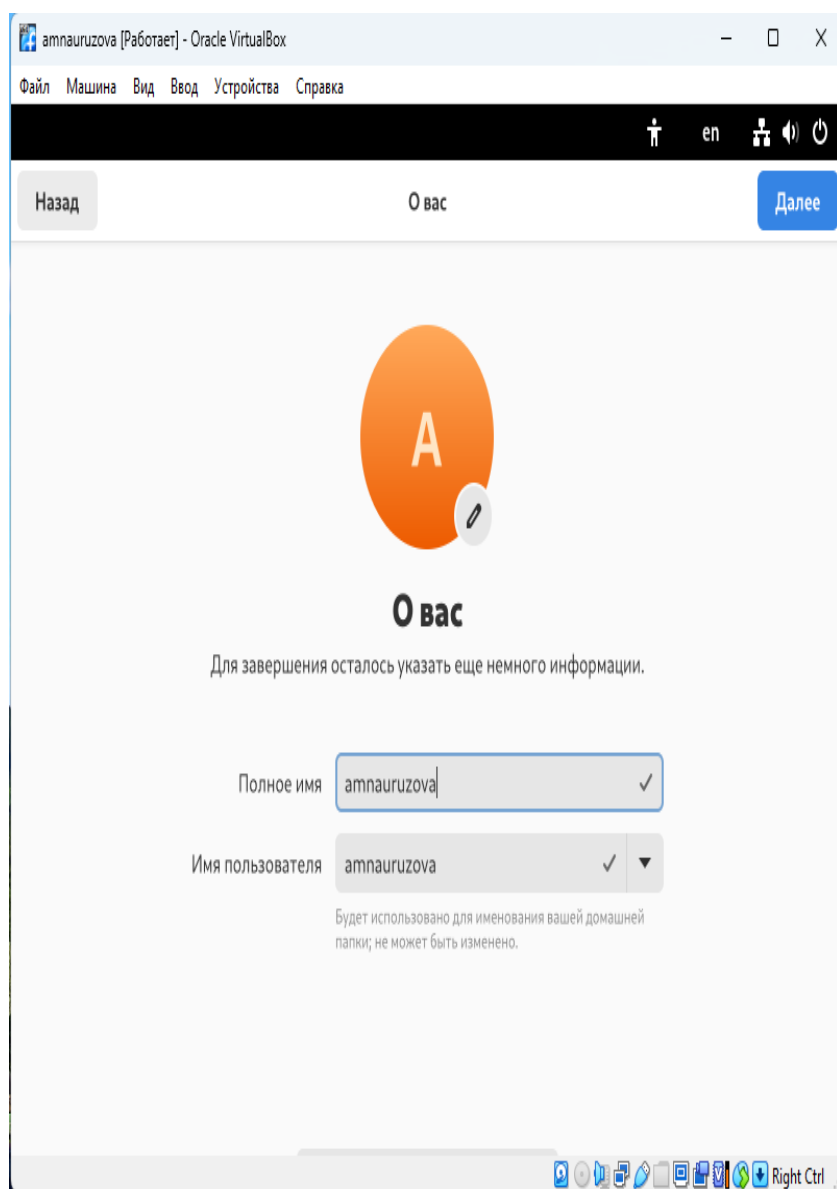 amnauruzova [Работает] - Oracle VirtualBox
Файл Машина Вид Ввод Устройства Справка
en
Назад О вас Далее
A
О вас
Для завершения осталось указать еще немного информации.
Полное имя amnauruzova
Имя пользователя amnauruzova
Будет использовано для именования вашей домашней
папки; не может быть изменено.
Right Ctrl